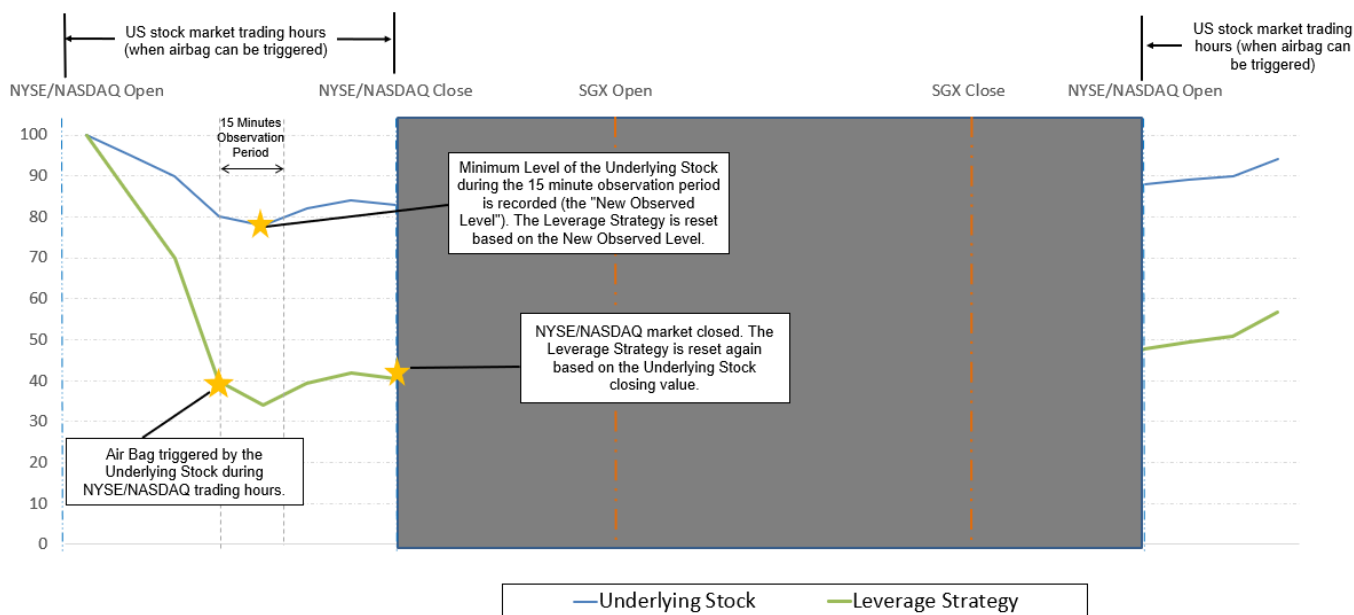 US stock market trading hours
(when airbag can be triggered)
US stock market trading
hours (when airbag can
be triggered)
NYSE/NASDAQ Open
NYSE/NASDAQ Close
SGX Open
SGX Close
NYSE/NASDAQ Open
15 Minutes
Observation
Period
100
90
80
70
60
50
40
30
20
10
0
Minimum Level of the Underlying Stock
during the 15 minute observation period
is recorded (the "New Observed
Level"). The Leverage Strategy is reset
based on the New Observed Level.
NYSE/NASDAQ market closed. The
Leverage Strategy is reset again
based on the Underlying Stock
closing value.
Air Bag triggered by the
Underlying Stock during
NYSE/NASDAQ trading hours.
Underlying Stock
Leverage Strategy